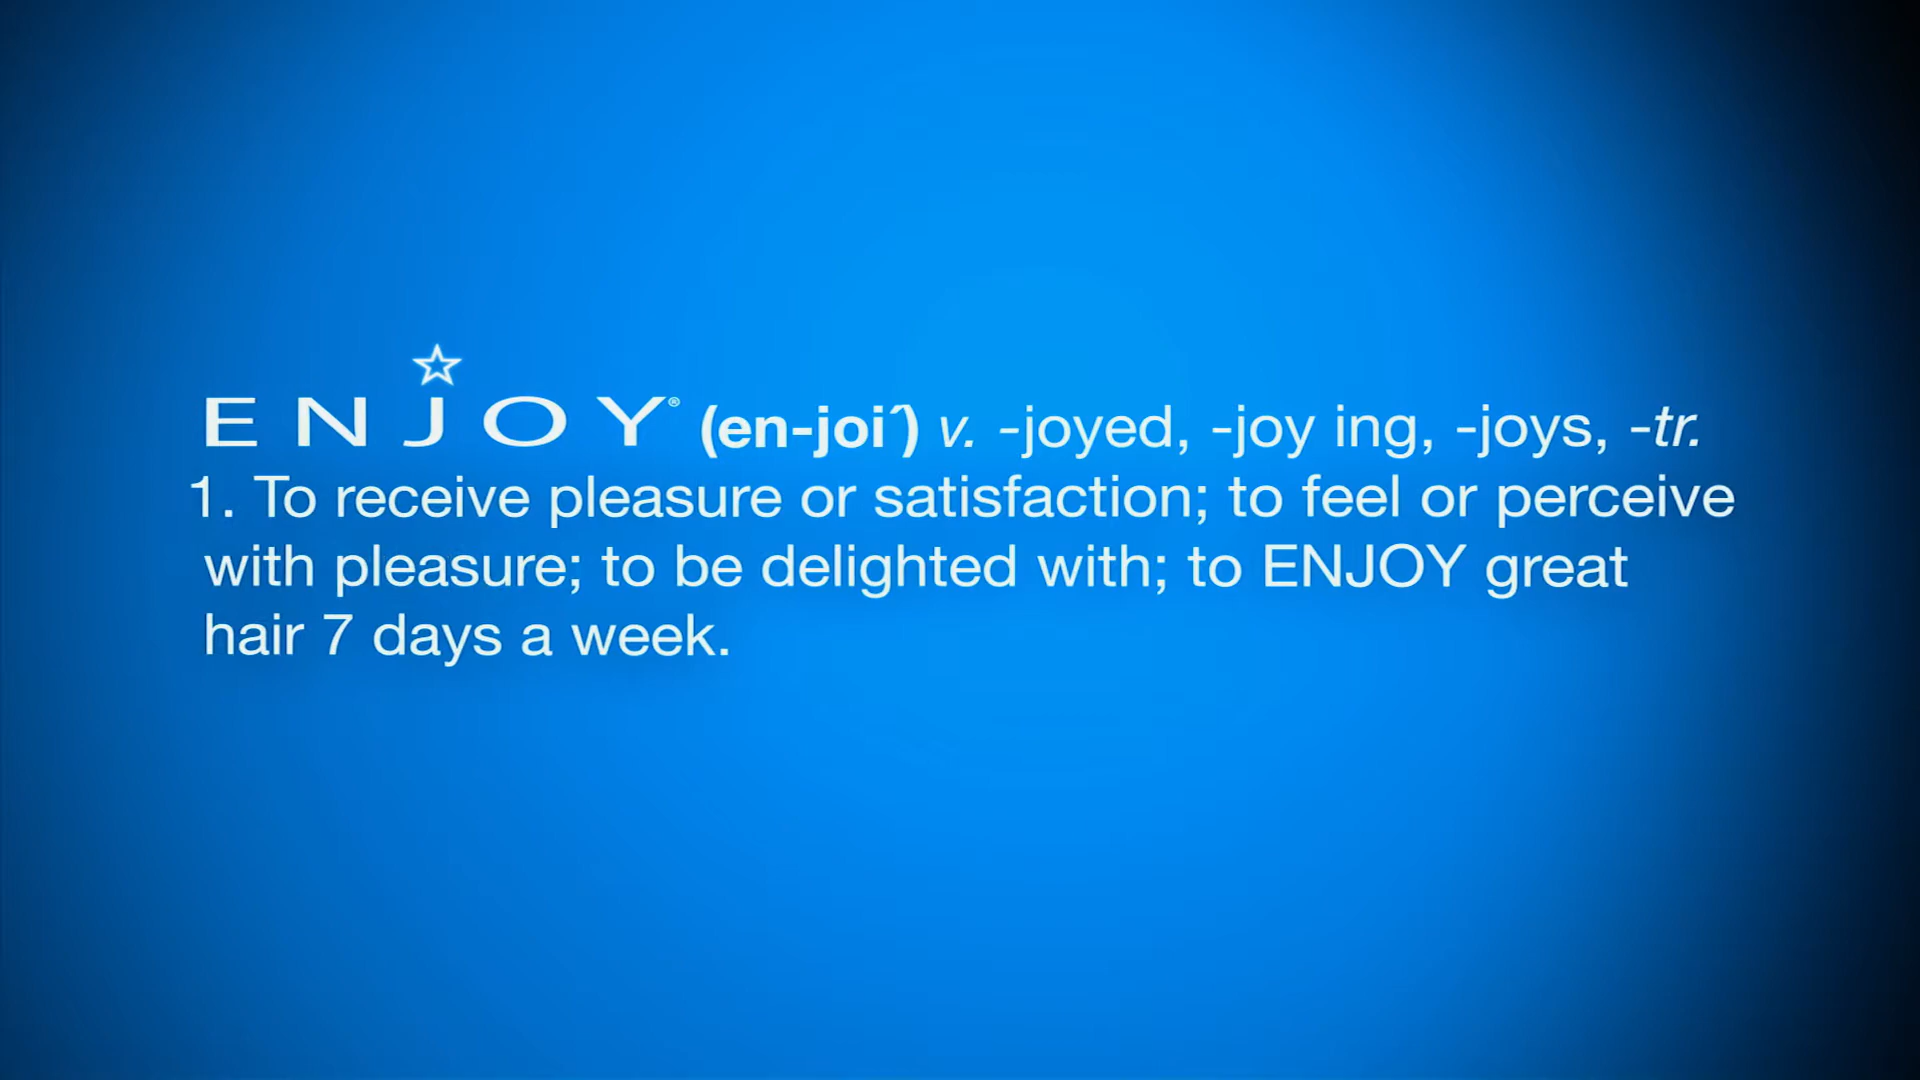 ENJOY® (en-joi´) v. -joyed, -joy ing, -joys, -tr.
1. To receive pleasure or satisfaction; to feel or perceive
with pleasure; to be delighted with; to ENJOY great
hair 7 days a week.